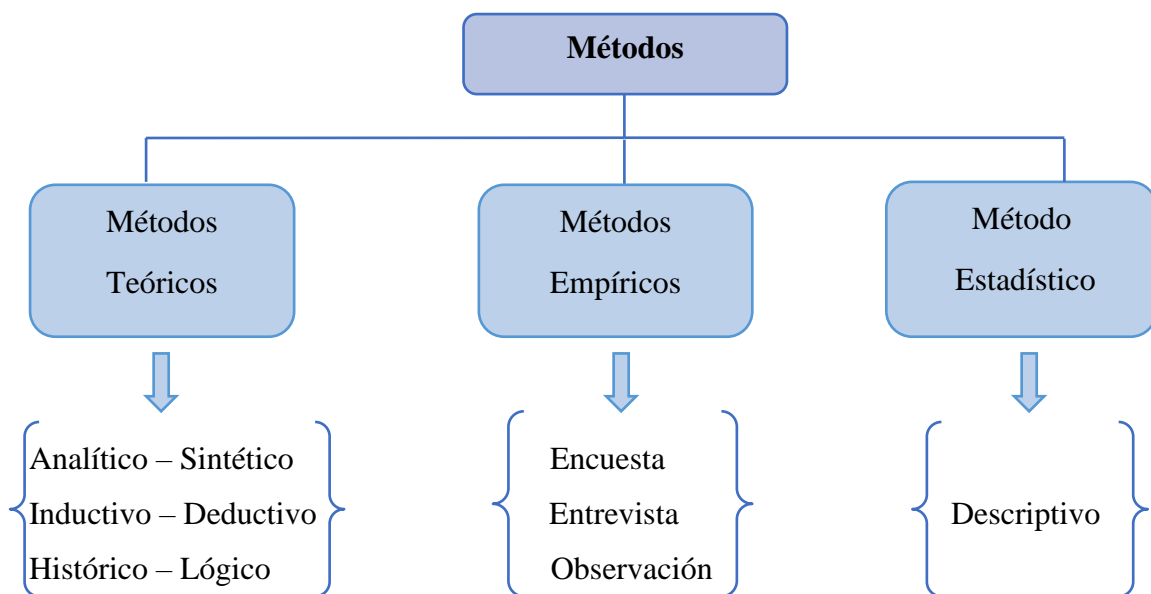 Métodos
Métodos
Teóricos
Métodos
Empíricos
Método
Estadístico
Analítico – Sintético
Inductivo – Deductivo
Histórico – Lógico
Encuesta
Entrevista
Observación
Descriptivo